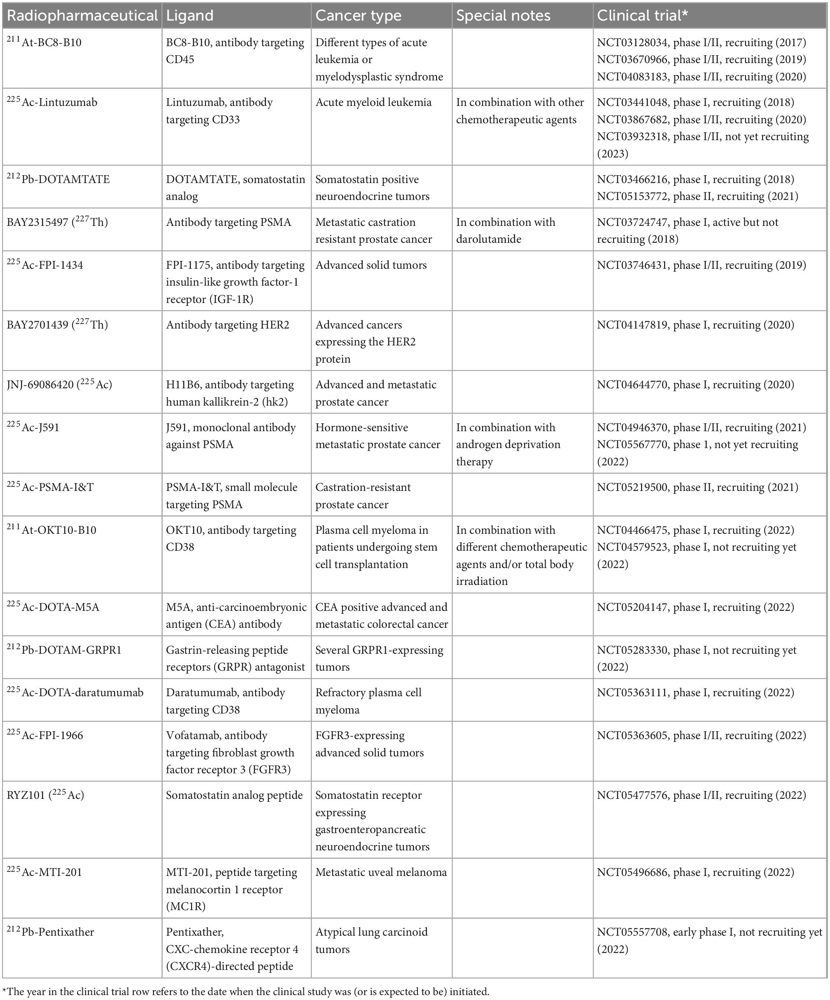 Radiopharmaceutical Ligand Cancer type Special notes Clinical trial*
211At-BC8-B10 BC8-B10, antibody targeting Different types of acute NCT03128034, phase I/II, recruiting (2017)
CD45 leukemia or NCT03670966, phase I/II, recruiting (2019)
myelodysplastic syndrome NCT04083183, phase I/II, recruiting (2020)
225Ac-Lintuzumab Lintuzumab, antibody Acute myeloid leukemia In combination with other NCT03441048, phase I, recruiting (2018)
targeting CD33 chemotherapeutic agents NCT03867682, phase I/II, recruiting (2020)
NCT03932318, phase I/II, not yet recruiting
(2023)
212Pb-DOTAMTATE DOTAMTATE, somatostatin Somatostatin positive NCT03466216, phase I, recruiting (2018)
analog neuroendocrine tumors NCT05153772, phase II, recruiting (2021)
BAY2315497 (227Th) Antibody targeting PSMA Metastatic castration In combination with NCT03724747, phase I, active but not
resistant prostate cancer darolutamide recruiting (2018)
225Ac-FPI-1434 FPI-1175, antibody targeting Advanced solid tumors NCT03746431, phase I/II, recruiting (2019)
insulin-like growth factor-1
receptor (IGF-1R)
BAY2701439 (227Th) Antibody targeting HER2 Advanced cancers NCT04147819, phase I, recruiting (2020)
expressing the HER2
protein
JNJ-69086420 (225Ac) H11B6, antibody targeting Advanced and metastatic NCT04644770, phase I, recruiting (2020)
human kallikrein-2 (hk2) prostate cancer
225Ac-J591 J591, monoclonal antibody Hormone-sensitive In combination with NCT04946370, phase I/II, recruiting (2021)
against PSMA metastatic prostate cancer androgen deprivation NCT05567770, phase 1, not yet recruiting
therapy (2022)
225Ac-PSMA-I&T PSMA-I&T, small molecule Castration-resistant NCT05219500, phase II, recruiting (2021)
targeting PSMA prostate cancer
211At-OKT10-B10 OKT10, antibody targeting Plasma cell myeloma in In combination with NCT04466475, phase I, recruiting (2022)
CD38 patients undergoing stem different chemotherapeutic NCT04579523, phase I, not recruiting yet
cell transplantation agents and/or total body (2022)
irradiation
225Ac-DOTA-M5A M5A, anti-carcinoembryonic CEA positive advanced and NCT05204147, phase I, recruiting (2022)
antigen (CEA) antibody metastatic colorectal cancer
212Pb-DOTAM-GRPR1 Gastrin-releasing peptide Several GRPR1-expressing NCT05283330, phase I, not recruiting yet
receptors (GRPR) antagonist tumors (2022)
225Ac-DOTA-daratumumab Daratumumab, antibody Refractory plasma cell NCT05363111, phase I, recruiting (2022)
targeting CD38 myeloma
225Ac-FPI-1966 Vofatamab, antibody FGFR3-expressing NCT05363605, phase I/II, recruiting (2022)
targeting fibroblast growth advanced solid tumors
factor receptor 3 (FGFR3)
RYZ101 (225Ac) Somatostatin analog peptide Somatostatin receptor NCT05477576, phase I/II, recruiting (2022)
expressing
gastroenteropancreatic
neuroendocrine tumors
225Ac-MTI-201 MTI-201, peptide targeting Metastatic uveal melanoma NCT05496686, phase I, recruiting (2022)
melanocortin 1 receptor
(MC1R)
212Pb-Pentixather Pentixather, Atypical lung carcinoid NCT05557708, early phase I, not recruiting yet
CXC-chemokine receptor 4 tumors (2022)
(CXCR4)-directed peptide
*The year in the clinical trial row refers to the date when the clinical study was (or is expected to be) initiated.